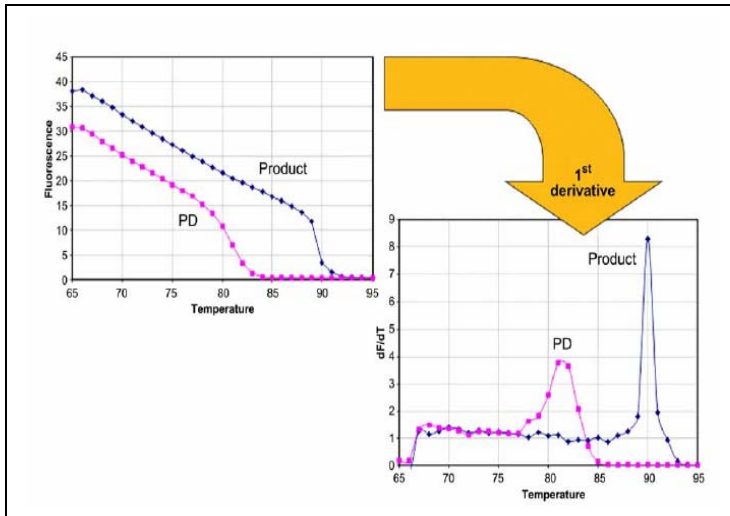 45
40
35
30
25
20
15
10
5
0
Fluorescence
Product
PD
65 70 75 80 85 90 95
Temperature
1st
derivative
9
8
7
6
5
4
3
2
1
0
dF/dT
Product
PD
65 70 75 80 85 90 95
Temperature